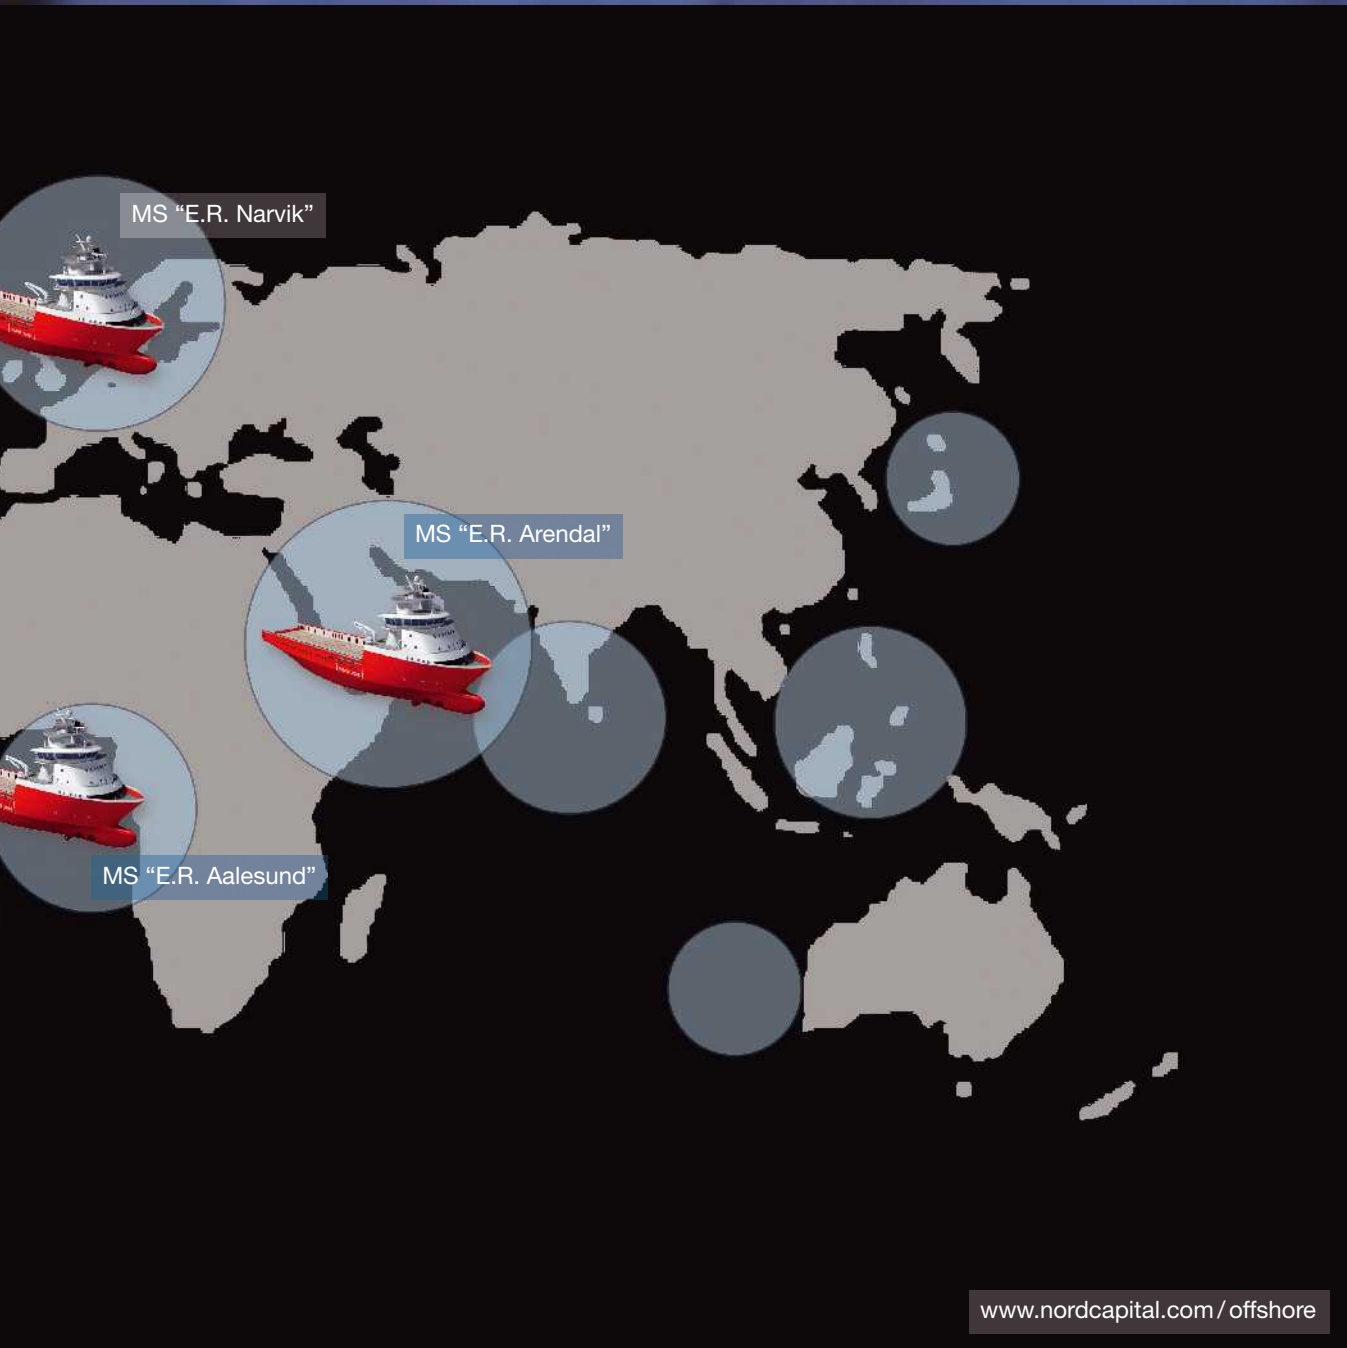 MS “E.R. Narvik”
MS “E.R. Arendal”
MS “E.R. Aalesund”
www.nordcapital.com/offshore